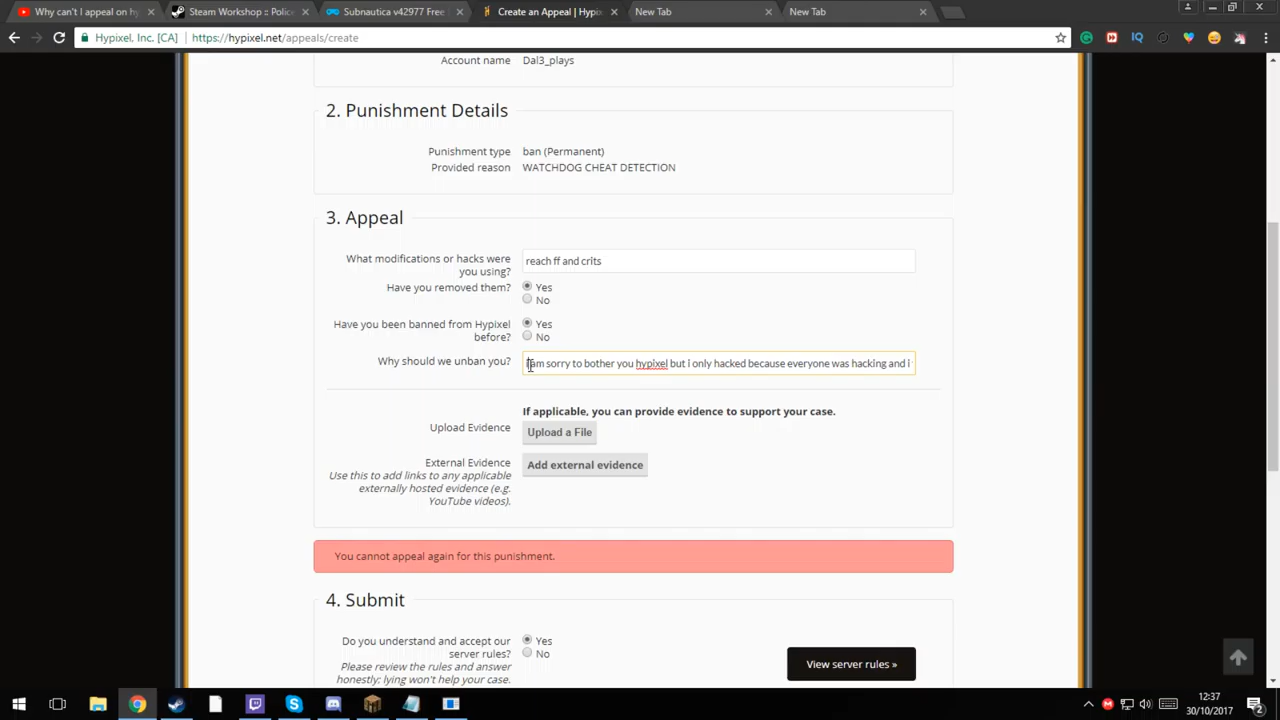 Why can't I appeal on hy
Steam Workshop :: Police
Subnautica v42977 Free
Create an Appeal | Hypix
New Tab
New Tab
Hypixel, Inc. [CA]
https://hypixel.net/appeals/create
Account name
Dal3_plays
2. Punishment Details
Punishment type
ban (Permanent)
Provided reason
WATCHDOG CHEAT DETECTION
3. Appeal
What modifications or hacks were
you using?
reach ff and crits
Have you removed them?
Yes
No
Have you been banned from Hypixel
before?
Yes
No
Why should we unban you?
i am sorry to bother you hypixel but i only hacked because everyone was hacking and i
If applicable, you can provide evidence to support your case.
Upload Evidence
Upload a File
External Evidence
Use this to add links to any applicable
externally hosted evidence (e.g.
YouTube videos).
Add external evidence
You cannot appeal again for this punishment.
4. Submit
Do you understand and accept our
server rules?
Please review the rules and answer
honestly: lying won't help your case.
Yes
No
View server rules »
12:37
30/10/2017
2